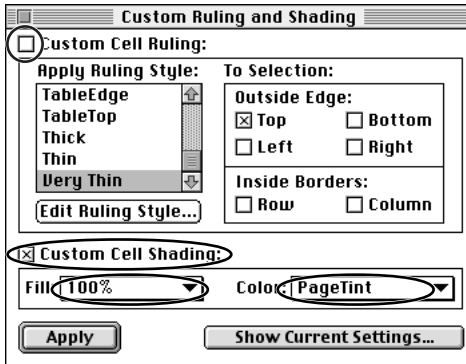 Custom Ruling and Shading
Custom Cell Ruling:
Apply Ruling Style: To Selection:
TableEdge
TableTop
Thick
Thin
Very Thin
Edit Ruling Style...
Outside Edge:
Top Bottom
Left Right
Inside Borders:
Row Column
Custom Cell Shading:
Fill: 100% Color: PageTint
Apply Show Current Settings...